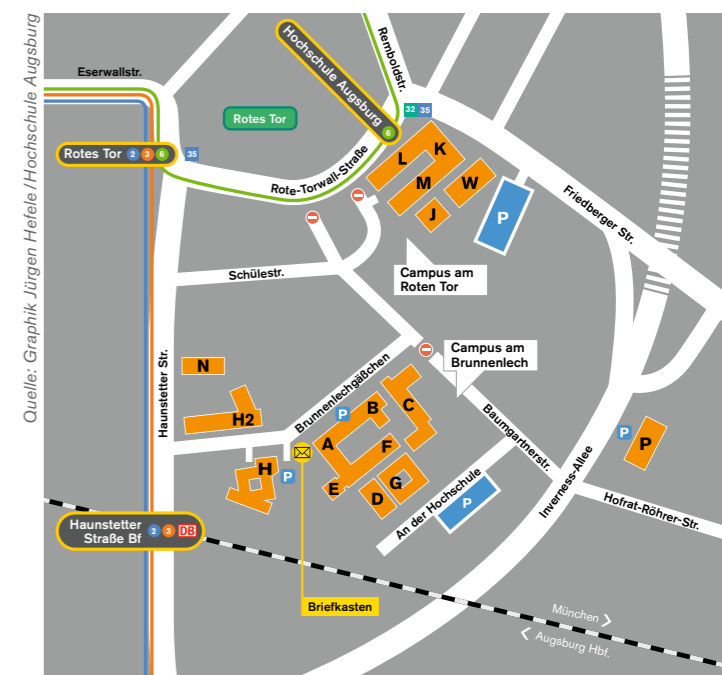 Quelle: Graphik Jürgen Hefele/Hochschule Augsburg
Eserwallstr.
Remboldstr.
Hochschule Augsburg 6
32 35
Rotes Tor
Rotes Tor 2 3 6
35
Rote-Torwall-Straße
L
K
M
W
J
P
Friedberger Str.
Schülestr.
Campus am
Roten Tor
Campus am
Brunnenlech
Haunstetter Str.
N
H2
Brunnenlechgäßchen
P
A
B
C
F
E
D
G
H
P
Baumgartnerstr.
An der Hochschule
P
Inverness-Allee
P
P
Hofrat-Röhrer-Str.
Haunstetter
Straße Bf 2 3 DB
Briefkasten
München >
< Augsburg Hbf.